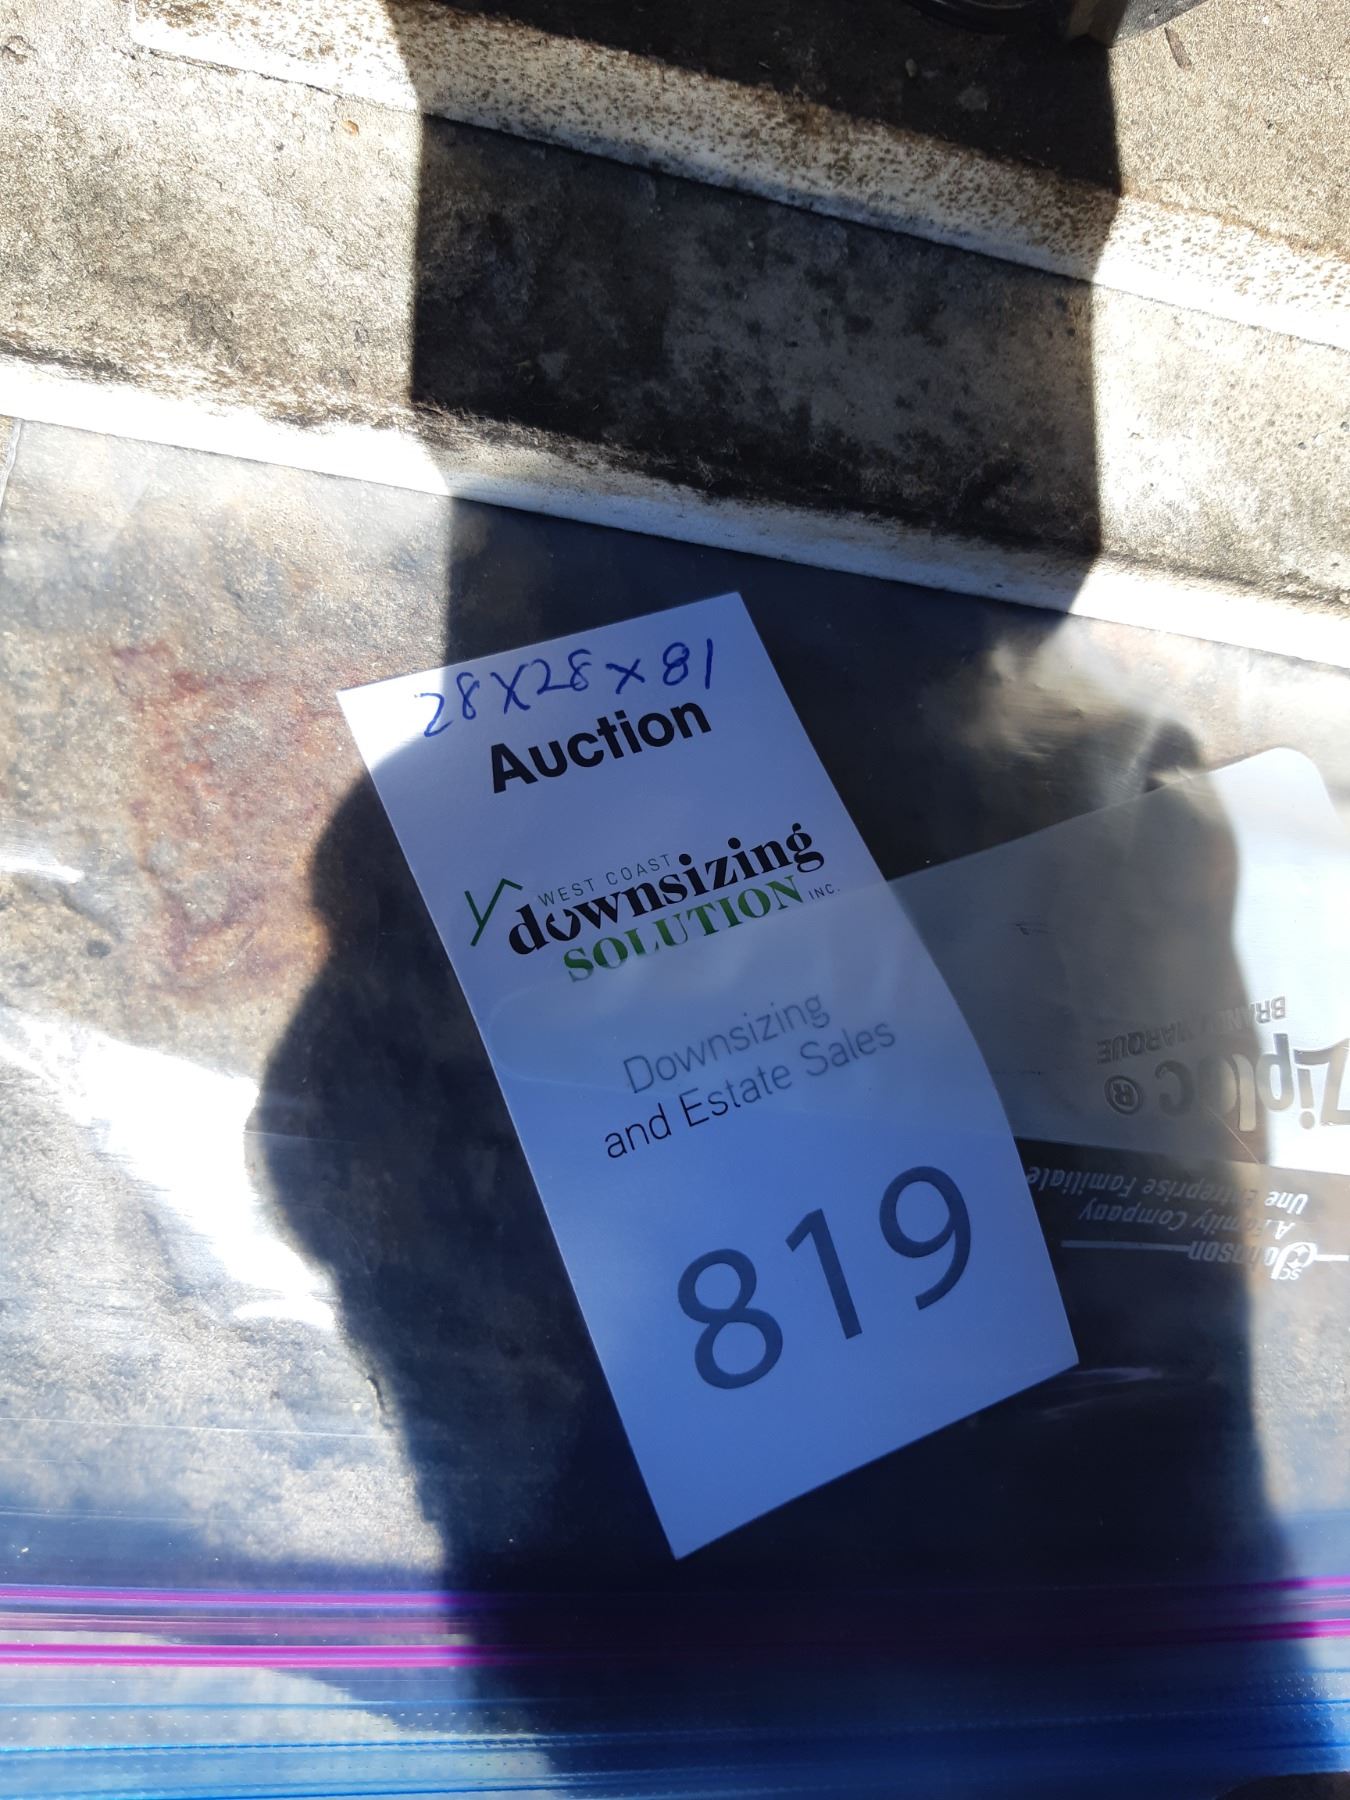 28X28X81
Auction
WEST COAST
downsizing
SOLUTION INC.
Downsizing
and Estate Sales
819
Ziploc®
BRAND MARQUE
SC Johnson
A Family Company
Une Entreprise Familiale